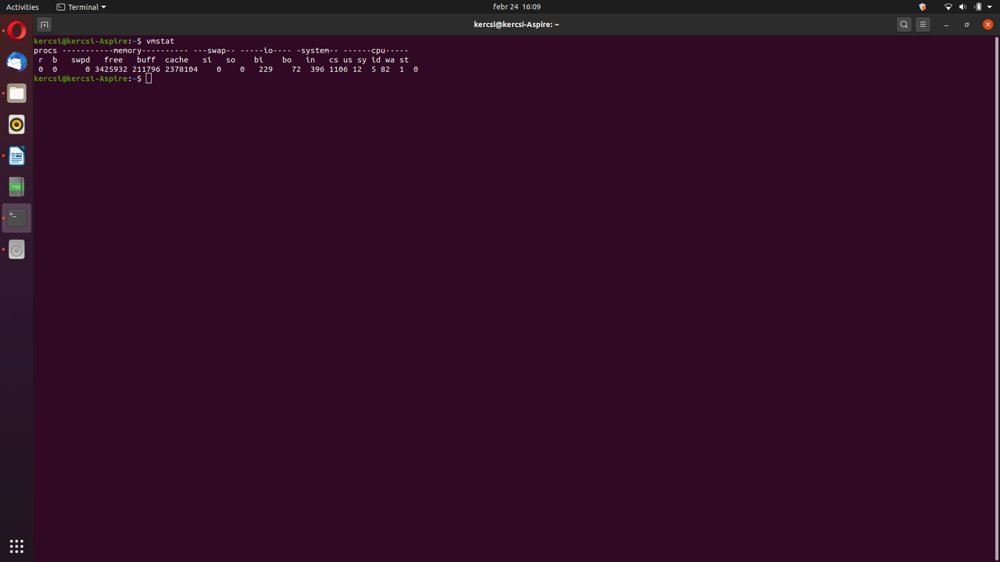 Activities Terminal febr 24 16:09
kercsi@kercsi-Aspire: ~
kercsi@kercsi-Aspire:~$ vmstat
procs -----------memory---------- ---swap-- -----io---- -system-- ------cpu-----
 r  b   swpd   free   buff  cache   si   so    bi    bo   in   cs us sy id wa st
 0  0      0 3425932 211796 2378104    0    0   229    72  396 1106 12  5 82  1  0
kercsi@kercsi-Aspire:~$
nqq
>_